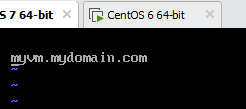 S 7 64-bit
CentOS 6 64-bit
myvm.mydomain.com
~
~
~